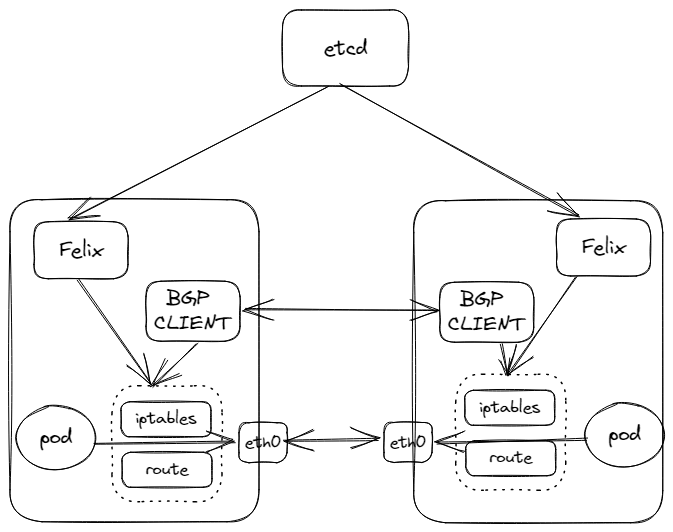 etcd
Felix
Felix
BGP
CLIENT
BGP
CLIENT
iptables
iptables
pod
eth0
eth0
pod
route
route